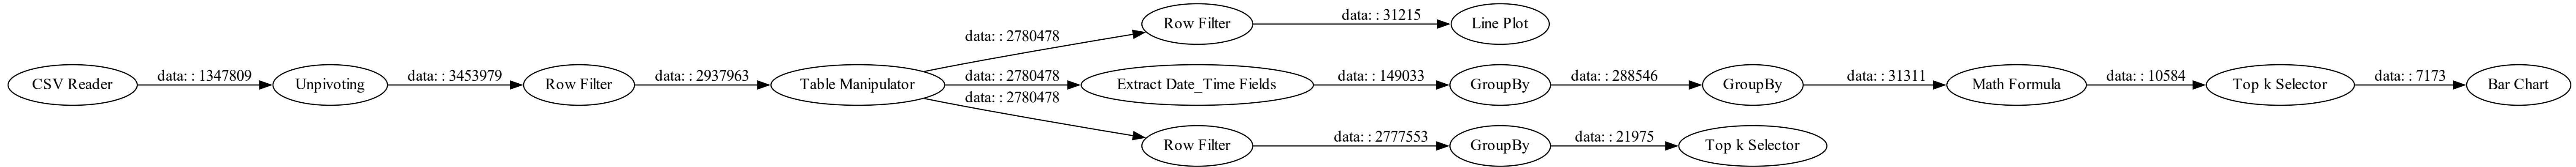 CSV Reader
data: : 1347809
Unpivoting
data: : 3453979
Row Filter
data: : 2937963
Table Manipulator
data: : 2780478
Row Filter
data: : 31215
Line Plot
data: : 2780478
Extract Date_Time Fields
data: : 149033
GroupBy
data: : 288546
GroupBy
data: : 31311
Math Formula
data: : 10584
Top k Selector
data: : 7173
Bar Chart
data: : 2780478
Row Filter
data: : 2777553
GroupBy
data: : 21975
Top k Selector